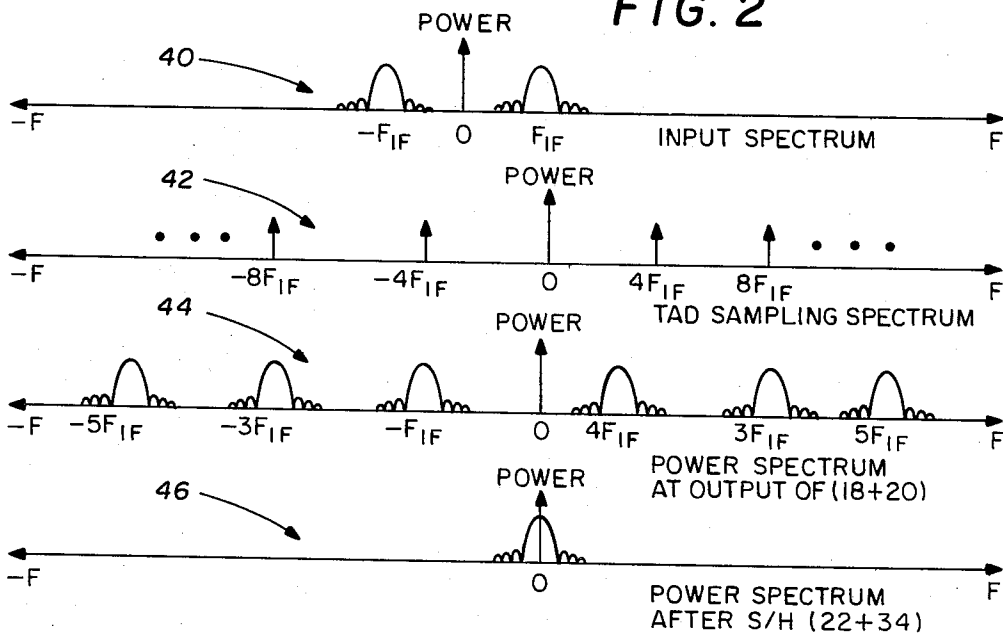 FIG. 2
POWER
40
-F
-F_IF
0
F_IF
INPUT SPECTRUM
F
42
POWER
-F
-8F_IF
-4F_IF
0
4F_IF
8F_IF
F
TAD SAMPLING SPECTRUM
44
POWER
-F
-5F_IF
-3F_IF
-F_IF
0
4F_IF
3F_IF
5F_IF
F
POWER SPECTRUM
AT OUTPUT OF (18+20)
46
POWER
-F
0
F
POWER SPECTRUM
AFTER S/H (22+34)